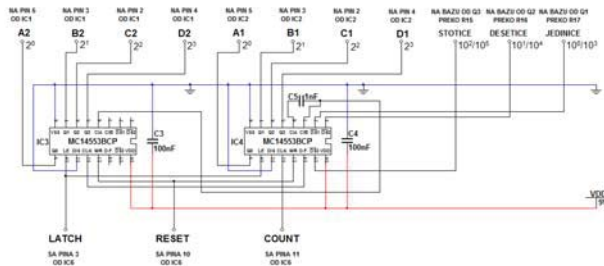 NA PIN 5 OD IC1
NA PIN 3 OD IC1
NA PIN 2 OD IC1
NA PIN 4 OD IC1
NA PIN 5 OD IC2
NA PIN 3 OD IC2
NA PIN 2 OD IC2
NA PIN 4 OD IC2
NA BAZU OD Q3 PREKO R15
NA BAZU OD Q2 PREKO R16
NA BAZU OD Q1 PREKO R17
A2 B2 C2 D2 A1 B1 C1 D1
STOTICE DESETICE JEDINICE
2⁰ 2¹ 2² 2³ 2⁰ 2¹ 2² 2³ 10²/10⁵ 10¹/10⁴ 10⁰/10³
C5 1nF
IC3
MC14553BCP
C3
100nF
IC4
MC14553BCP
C4
100nF
VDD
LATCH
SA PINA 3
OD IC6
RESET
SA PINA 10
OD IC6
COUNT
SA PINA 11
OD IC6